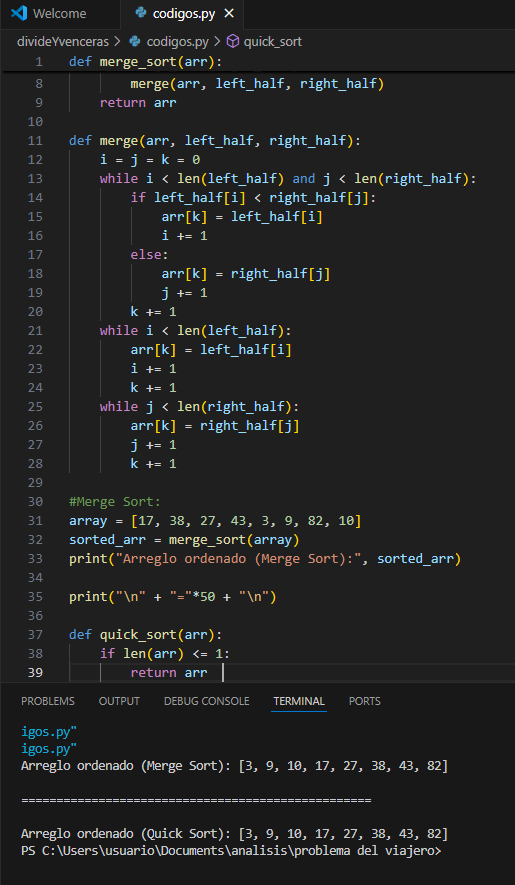 Welcome codigos.py ×
divideYvenceras > codigos.py > quick_sort
1 def merge_sort(arr):
8 merge(arr, left_half, right_half)
9 return arr
10
11 def merge(arr, left_half, right_half):
12 i = j = k = 0
13 while i < len(left_half) and j < len(right_half):
14 if left_half[i] < right_half[j]:
15 arr[k] = left_half[i]
16 i += 1
17 else:
18 arr[k] = right_half[j]
19 j += 1
20 k += 1
21 while i < len(left_half):
22 arr[k] = left_half[i]
23 i += 1
24 k += 1
25 while j < len(right_half):
26 arr[k] = right_half[j]
27 j += 1
28 k += 1
29
30 #Merge Sort:
31 array = [17, 38, 27, 43, 3, 9, 82, 10]
32 sorted_arr = merge_sort(array)
33 print("Arreglo ordenado (Merge Sort):", sorted_arr)
34
35 print("\n" + "="*50 + "\n")
36
37 def quick_sort(arr):
38 if len(arr) <= 1:
39 return arr
PROBLEMS OUTPUT DEBUG CONSOLE TERMINAL PORTS
igos.py"
igos.py"
Arreglo ordenado (Merge Sort): [3, 9, 10, 17, 27, 38, 43, 82]
==================================================
Arreglo ordenado (Quick Sort): [3, 9, 10, 17, 27, 38, 43, 82]
PS C:\Users\usuario\Documents\analisis\problema del viajero>